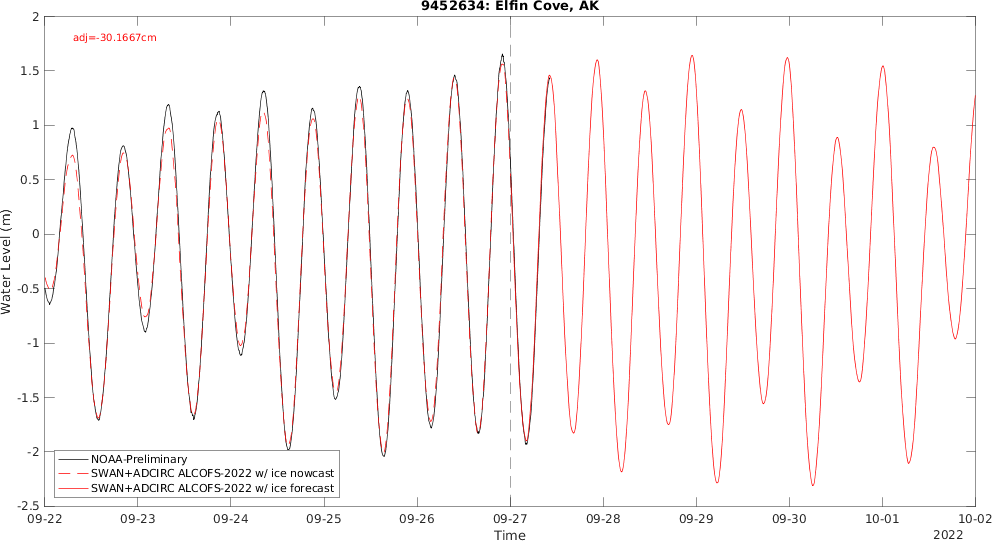 9452634: Elfin Cove, AK
adj=-30.1667cm
Water Level (m)
2
1.5
1
0.5
0
-0.5
-1
-1.5
-2
-2.5
NOAA-Preliminary
SWAN+ADCIRC ALCOFS-2022 w/ ice nowcast
SWAN+ADCIRC ALCOFS-2022 w/ ice forecast
09-22 09-23 09-24 09-25 09-26 09-27 09-28 09-29 09-30 10-01 10-02
Time
2022